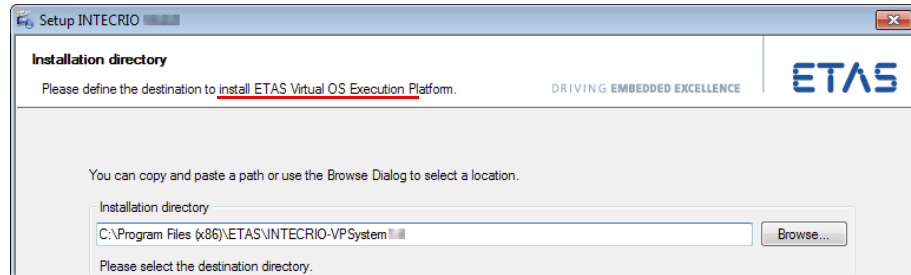 Setup INTECRIO
Installation directory
Please define the destination to install ETAS Virtual OS Execution Platform.
DRIVING EMBEDDED EXCELLENCE
ETAS
You can copy and paste a path or use the Browse Dialog to select a location.
Installation directory
C:\Program Files (x86)\ETAS\INTECRIO-VPSystem
Browse...
Please select the destination directory.